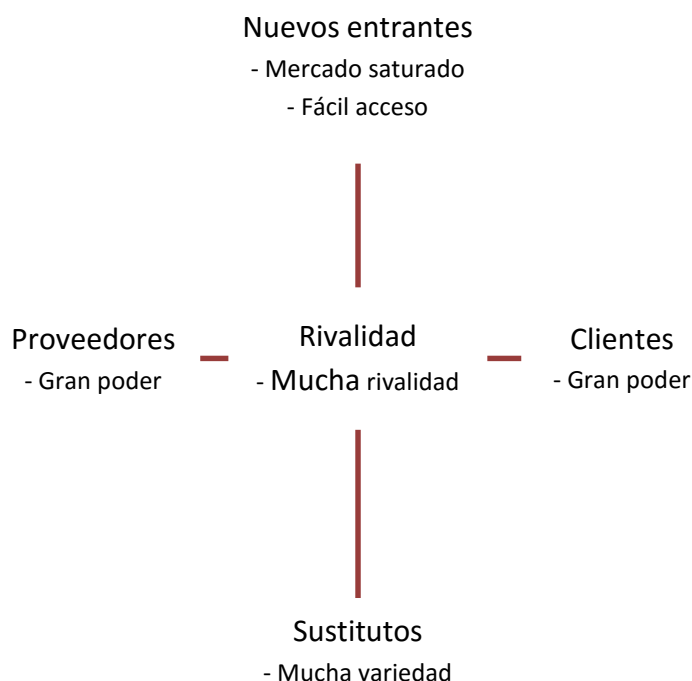 Nuevos entrantes
- Mercado saturado
- Fácil acceso
Proveedores
- Gran poder
Rivalidad
- Mucha rivalidad
Clientes
- Gran poder
Sustitutos
- Mucha variedad